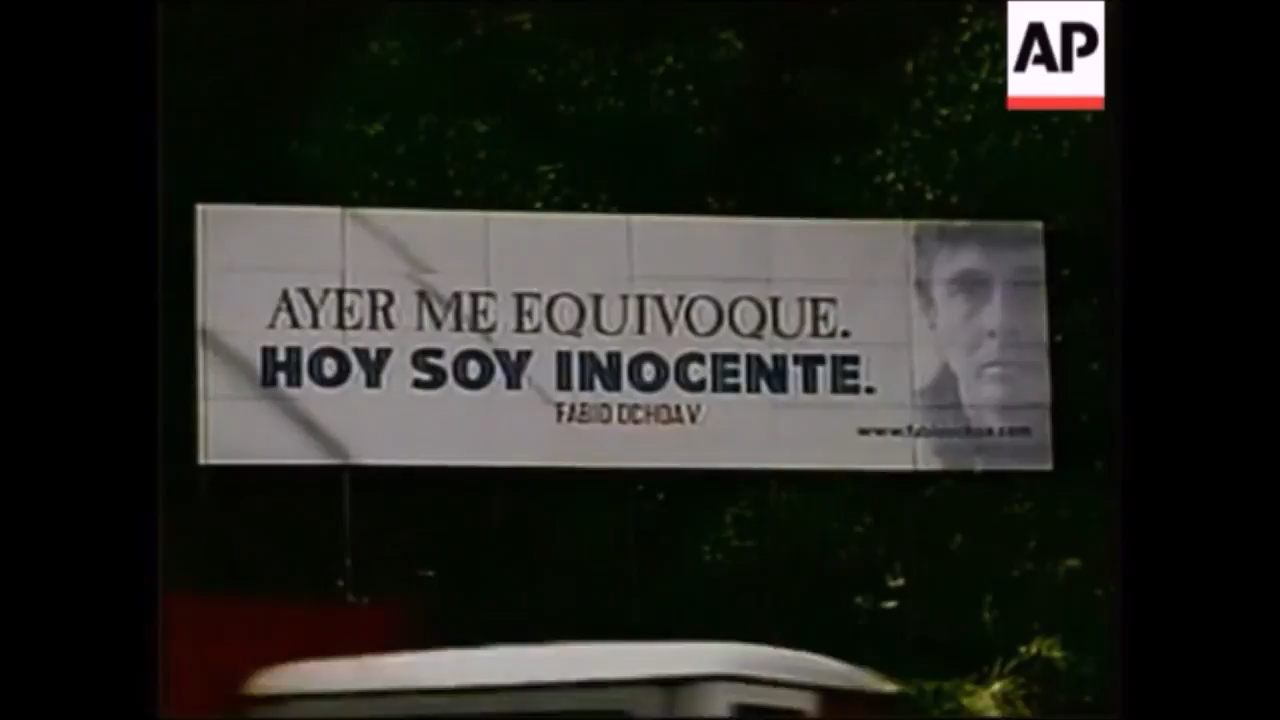 AP
AYER ME EQUIVOQUE.
HOY SOY INOCENTE.
FABIO OCHOA V.
www.fabioochoa.com